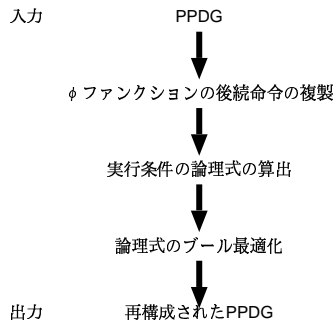 入力 PPDG
φファンクションの後続命令の複製
実行条件の論理式の算出
論理式のブール最適化
出力 再構成されたPPDG